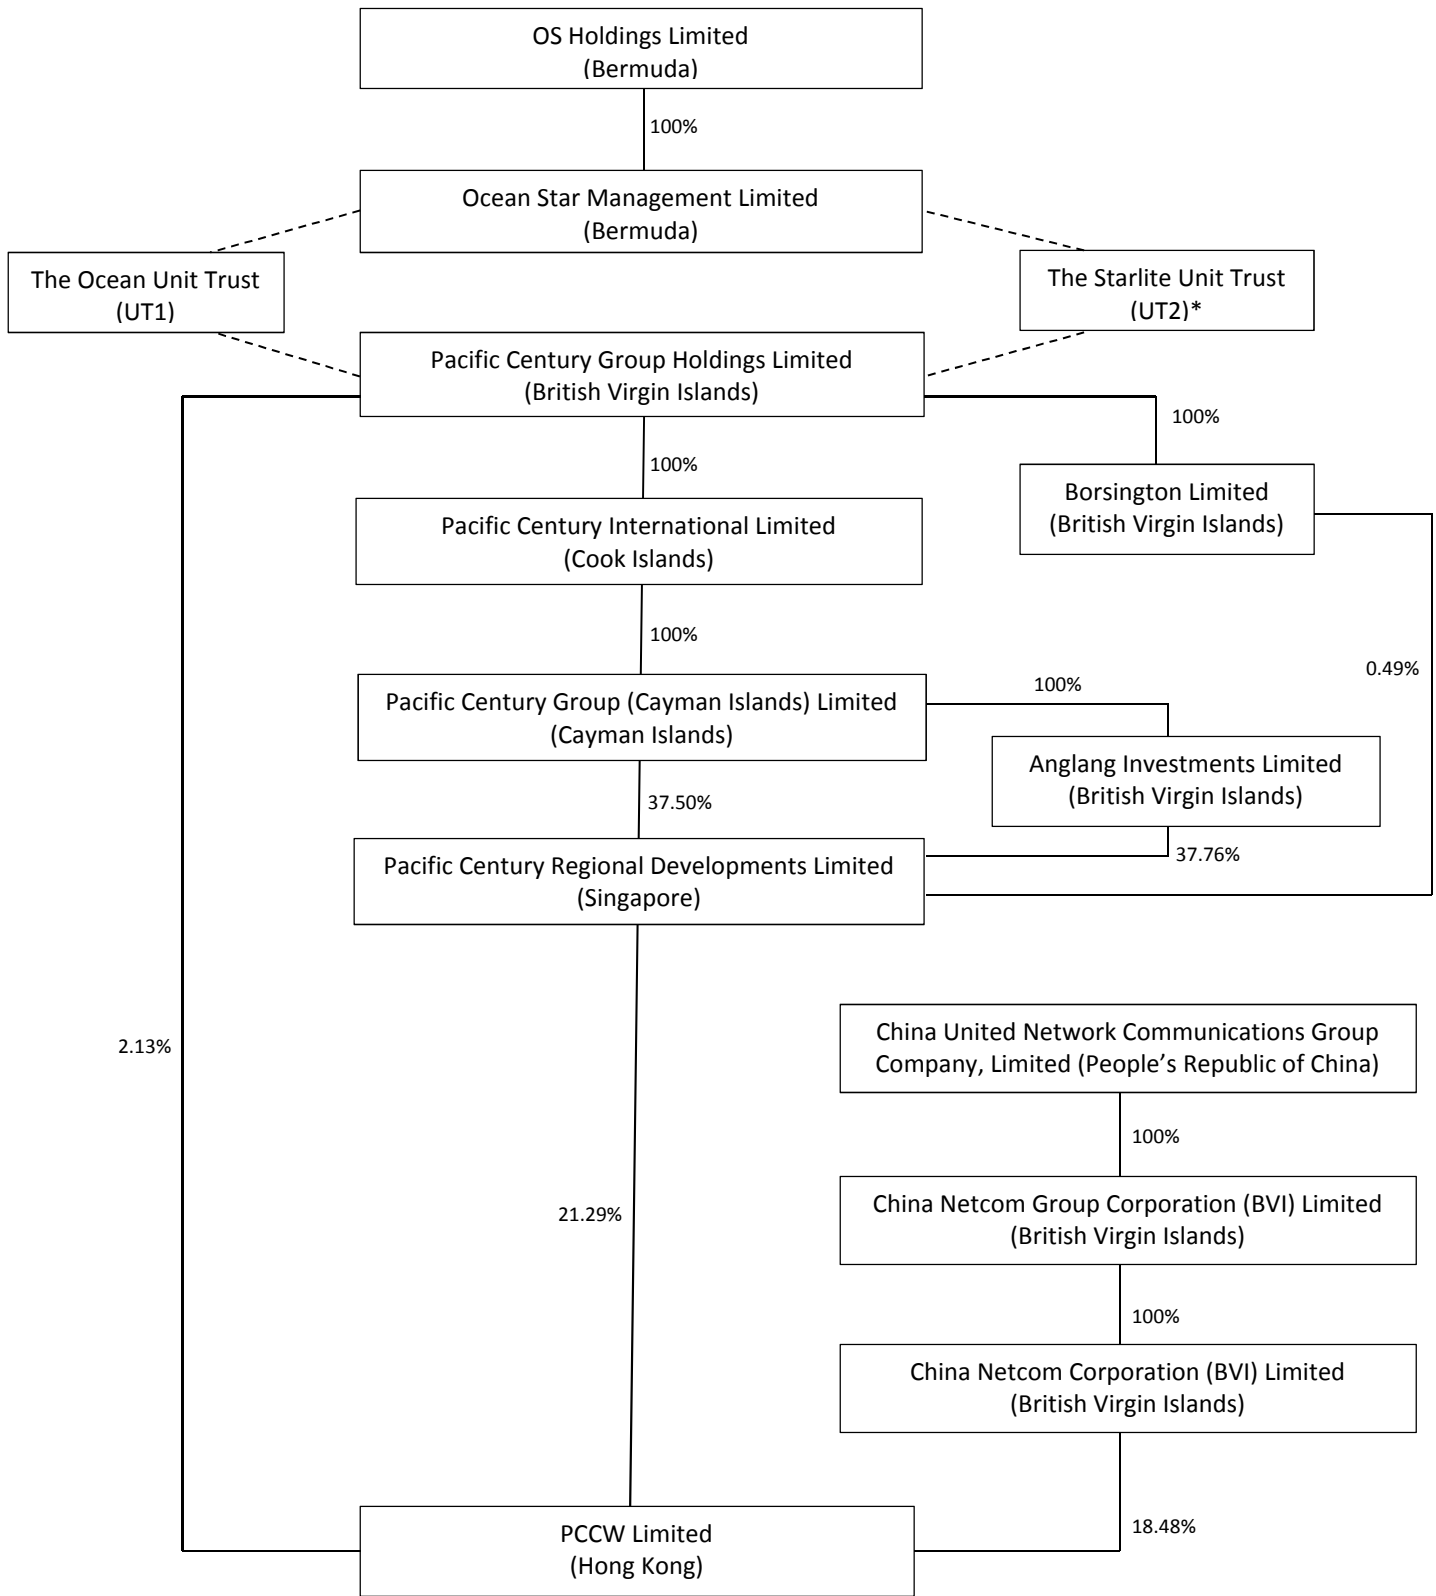 OS Holdings Limited
(Bermuda)
100%
Ocean Star Management Limited
(Bermuda)
The Ocean Unit Trust
(UT1)
The Starlite Unit Trust
(UT2)*
Pacific Century Group Holdings Limited
(British Virgin Islands)
100%
100%
Borsington Limited
(British Virgin Islands)
Pacific Century International Limited
(Cook Islands)
100%
0.49%
Pacific Century Group (Cayman Islands) Limited
(Cayman Islands)
100%
Anglang Investments Limited
(British Virgin Islands)
37.50%
37.76%
Pacific Century Regional Developments Limited
(Singapore)
China United Network Communications Group
Company, Limited (People’s Republic of China)
2.13%
100%
China Netcom Group Corporation (BVI) Limited
(British Virgin Islands)
21.29%
100%
China Netcom Corporation (BVI) Limited
(British Virgin Islands)
18.48%
PCCW Limited
(Hong Kong)